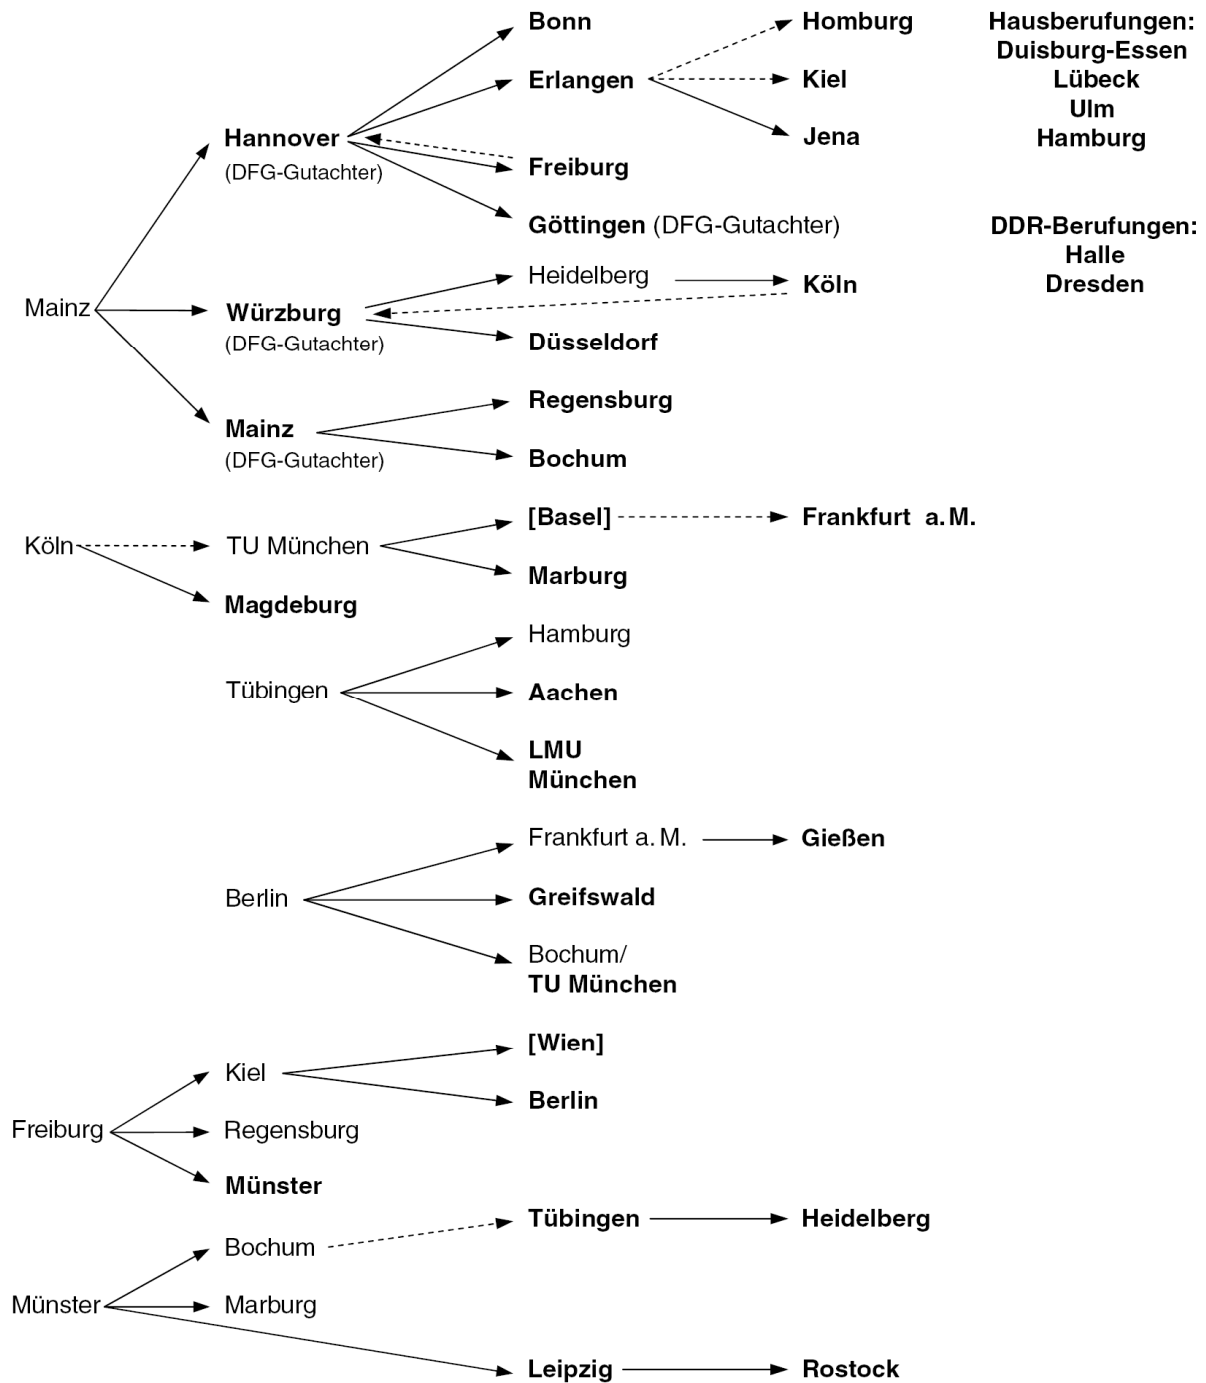 Bonn
Homburg
Hausberufungen:
Duisburg-Essen
Erlangen
Kiel
Lübeck
Ulm
Hannover
Jena
Hamburg
(DFG-Gutachter)
Freiburg
Göttingen (DFG-Gutachter)
DDR-Berufungen:
Halle
Heidelberg
Köln
Dresden
Mainz
Würzburg
(DFG-Gutachter)
Düsseldorf
Regensburg
Mainz
(DFG-Gutachter)
Bochum
[Basel]
Frankfurt a. M.
Köln
TU München
Marburg
Magdeburg
Hamburg
Tübingen
Aachen
LMU
München
Frankfurt a. M.
Gießen
Berlin
Greifswald
Bochum/
TU München
[Wien]
Kiel
Berlin
Freiburg
Regensburg
Münster
Tübingen
Heidelberg
Bochum
Münster
Marburg
Leipzig
Rostock